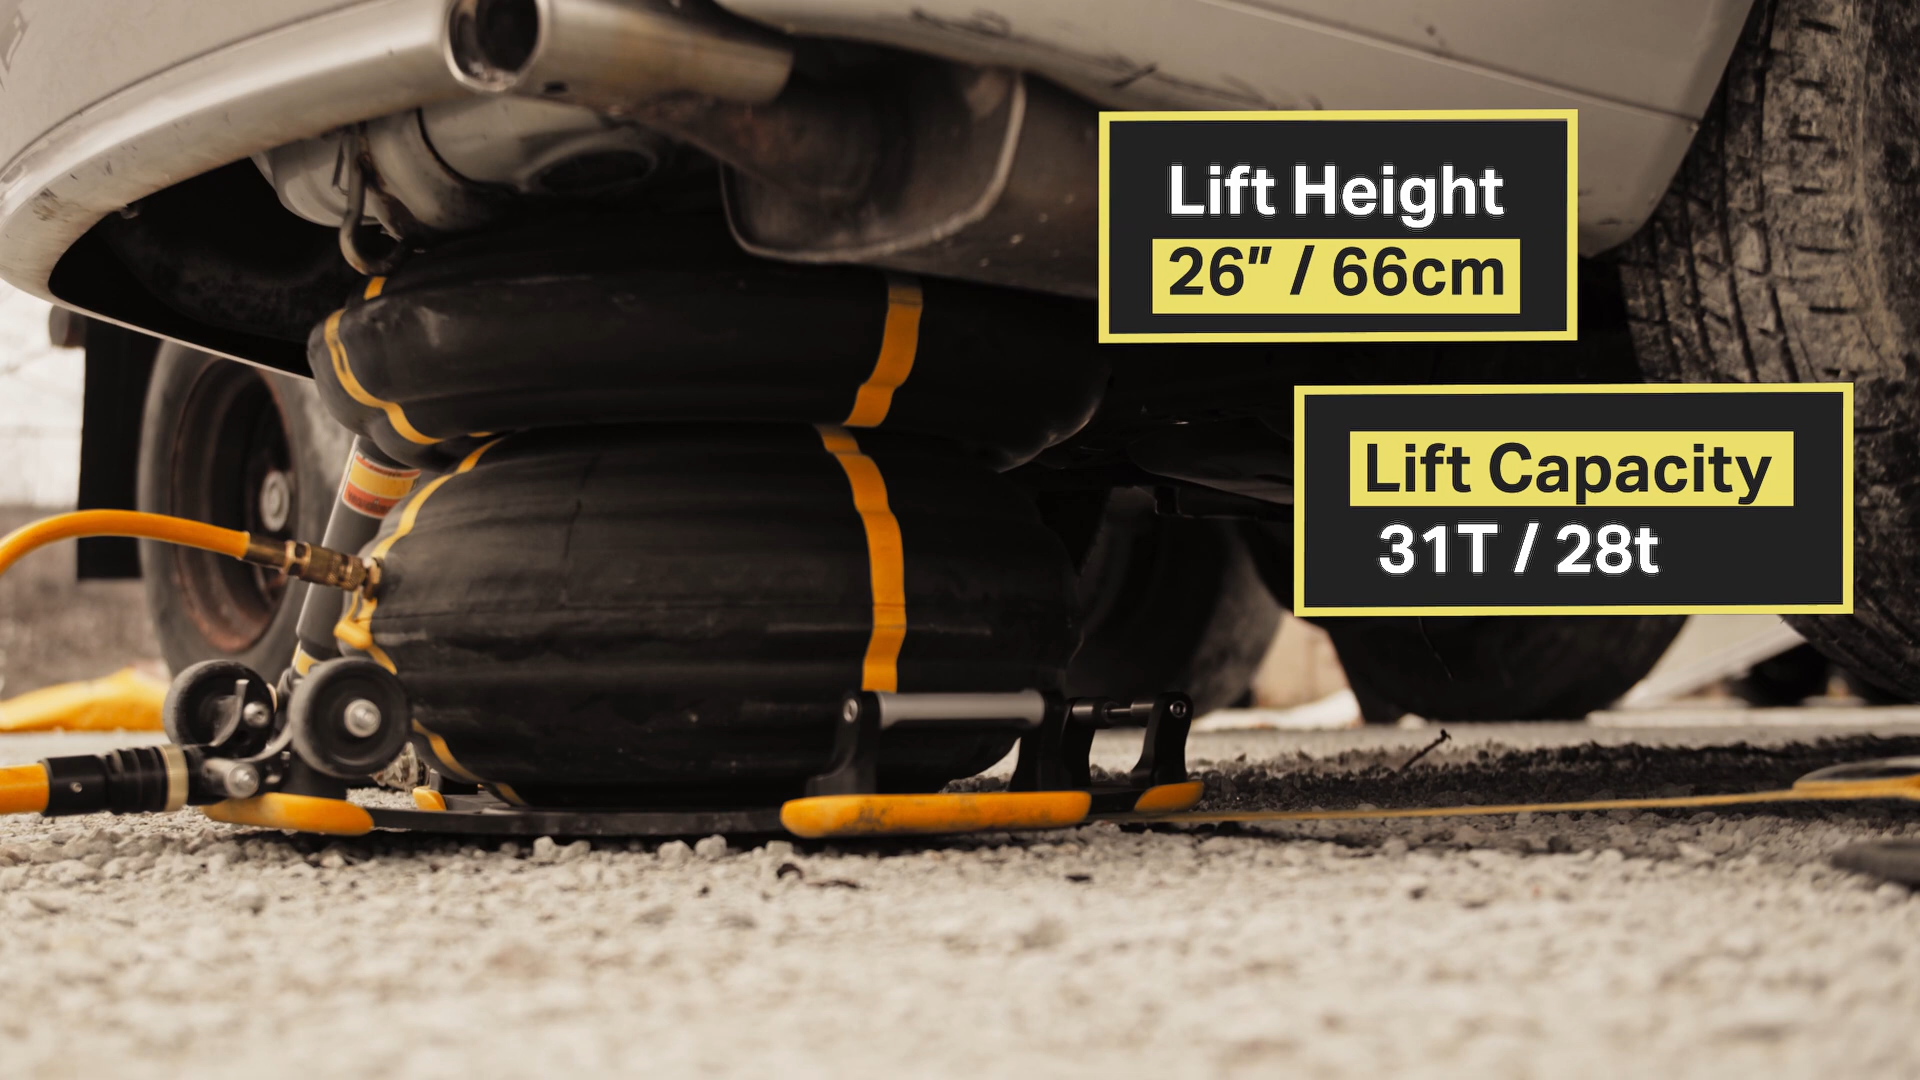 Lift Height
26″ / 66cm
Lift Capacity
31T / 28t